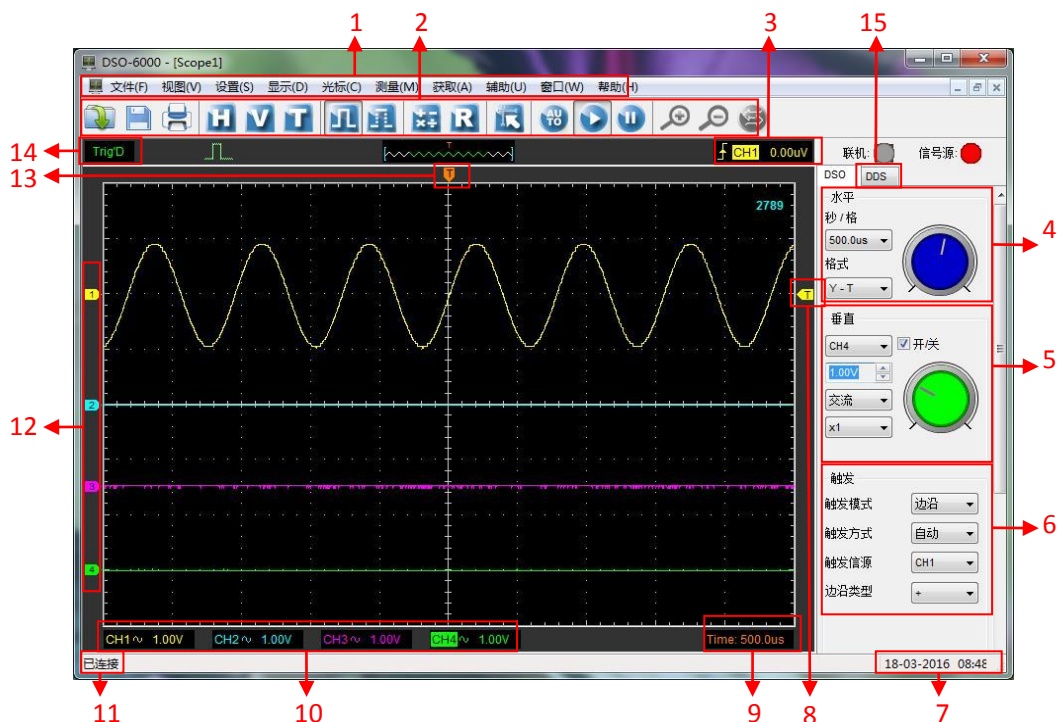 1 2 3 15
DSO-6000 - [Scope1]
文件(F) 视图(V) 设置(S) 显示(D) 光标(C) 测量(M) 获取(A) 辅助(U) 窗口(W) 帮助(H)
H V T R AUTO
14 Trig'D T CH1 0.00uV 联机: 信号源:
13 T DSO DDS
水平
2789
秒/格
4
500.0us
格式
1 T Y - T
垂直
CH4 开/关
5
1.00V
2 交流
12
x1
触发
3
触发模式 边沿
6
触发方式 自动
4 触发信源 CH1
边沿类型 +
CH1 ∿ 1.00V CH2 ∿ 1.00V CH3 ∿ 1.00V CH4 ∿ 1.00V Time: 500.0us
已连接 18-03-2016 08:48
11 10 9 8 7